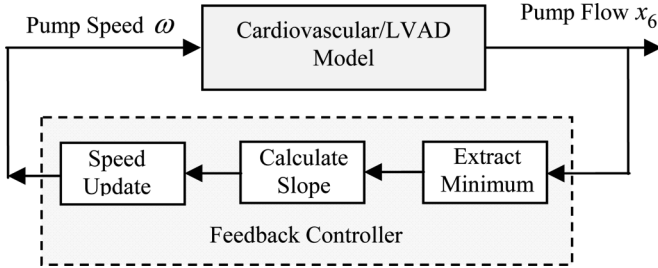 Pump Speed ω
Cardiovascular/LVAD
Model
Pump Flow x6
Speed
Update
Calculate
Slope
Extract
Minimum
Feedback Controller